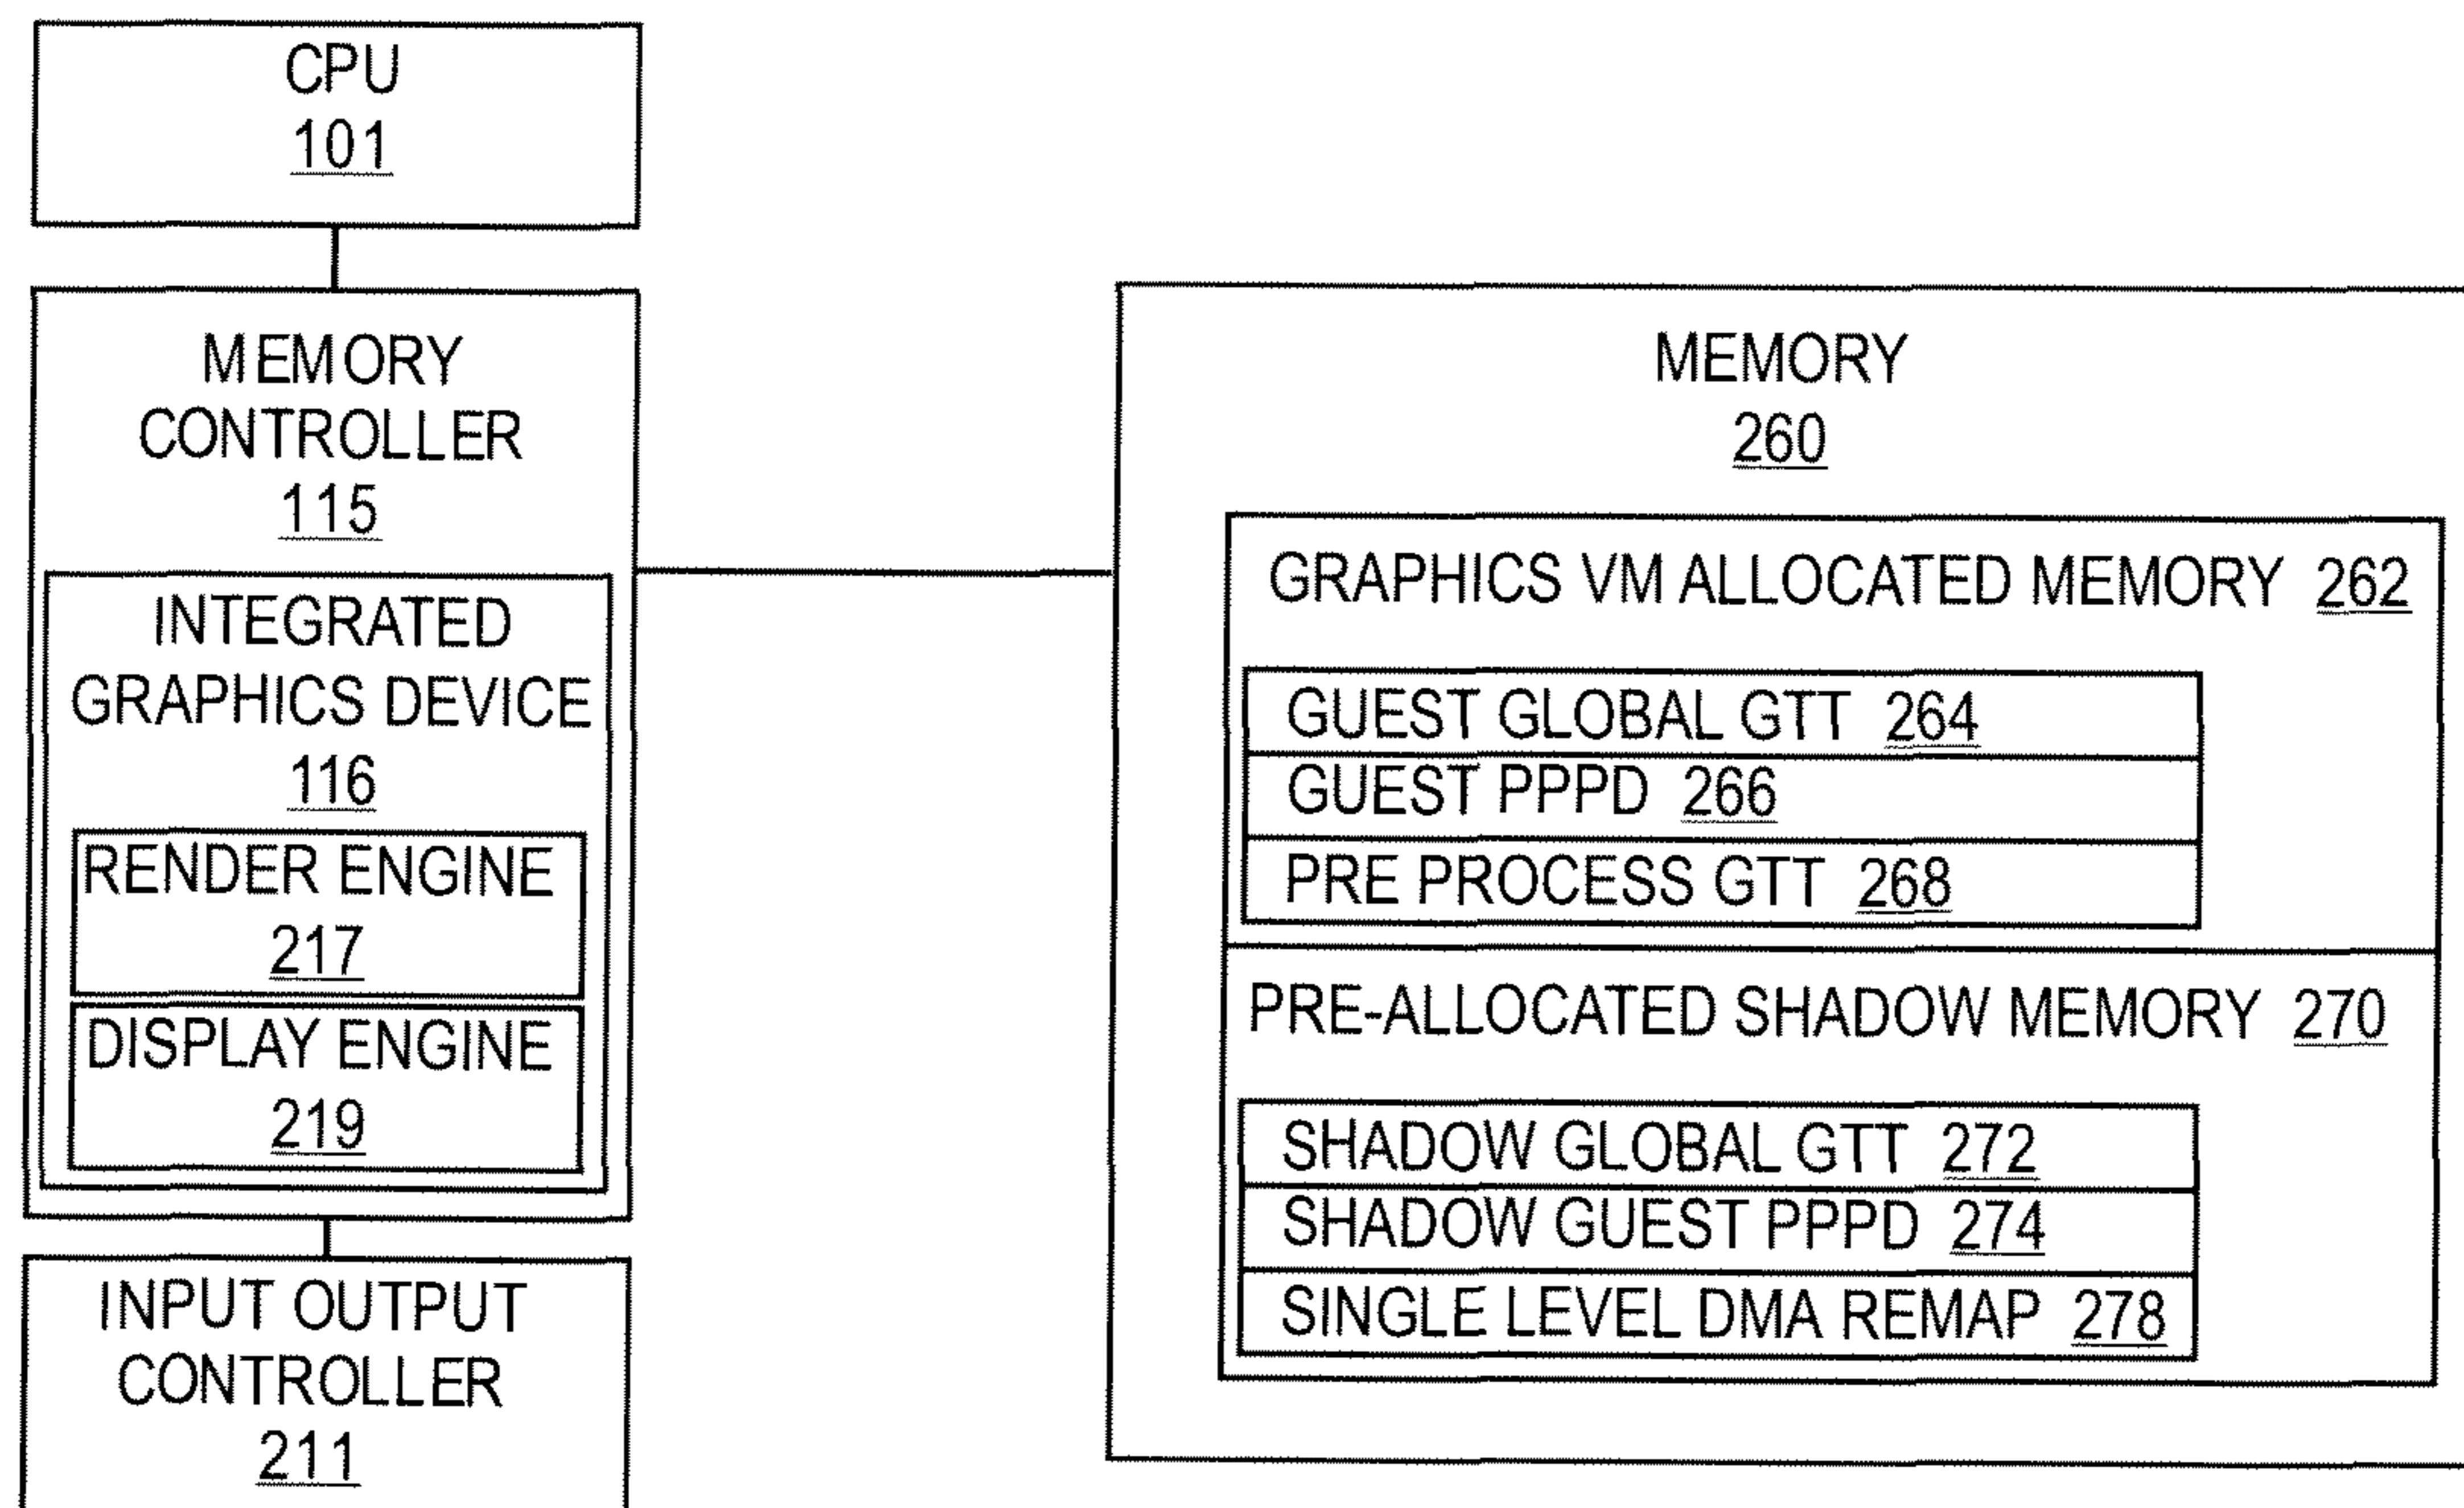 CPU
101
MEMORY
CONTROLLER
115
INTEGRATED
GRAPHICS DEVICE
116
RENDER ENGINE
217
DISPLAY ENGINE
219
INPUT OUTPUT
CONTROLLER
211
MEMORY
260
GRAPHICS VM ALLOCATED MEMORY 262
GUEST GLOBAL GTT 264
GUEST PPPD 266
PRE PROCESS GTT 268
PRE-ALLOCATED SHADOW MEMORY 270
SHADOW GLOBAL GTT 272
SHADOW GUEST PPPD 274
SINGLE LEVEL DMA REMAP 278